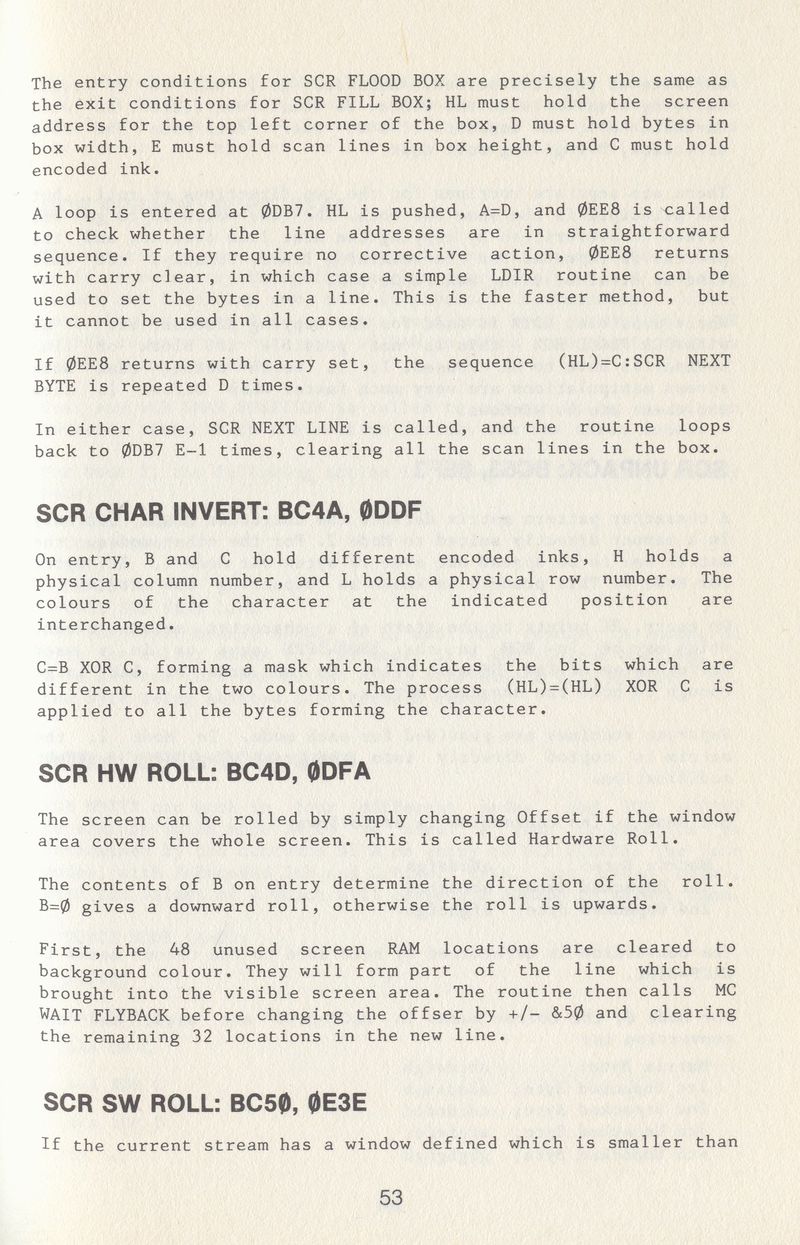 The entry conditions for SCR FLOOD BOX are precisely the same as
the exit conditions for SCR FILL BOX; HL must hold the screen
address for the top left corner of the box, D must hold bytes in
box width, E must hold scan lines in box height, and C must hold
encoded ink.
A loop is entered at ØDB7. HL is pushed, A=D, and ØEE8 is called
to check whether the line addresses are in straightforward
sequence. If they require no corrective action, ØEE8 returns
with carry clear, in which case a simple LDIR routine can be
used to set the bytes in a line. This is the faster method, but
it cannot be used in all cases.
If ØEE8 returns with carry set, the sequence (HL)=C:SCR NEXT
BYTE is repeated D times.
In either case, SCR NEXT LINE is called, and the routine loops
back to ØDB7 E-1 times, clearing all the scan lines in the box.
SCR CHAR INVERT: BC4A, ØDDF
On entry, B and C hold different encoded inks, H holds a
physical column number, and L holds a physical row number. The
colours of the character at the indicated position are
interchanged.
C=B XOR C, forming a mask which indicates the bits which are
different in the two colours. The process (HL)=(HL) XOR C is
applied to all the bytes forming the character.
SCR HW ROLL: BC4D, ØDFA
The screen can be rolled by simply changing Offset if the window
area covers the whole screen. This is called Hardware Roll.
The contents of B on entry determine the direction of the roll.
B=Ø gives a downward roll, otherwise the roll is upwards.
First, the 48 unused screen RAM locations are cleared to
background colour. They will form part of the line which is
brought into the visible screen area. The routine then calls MC
WAIT FLYBACK before changing the offser by +/- &5Ø and clearing
the remaining 32 locations in the new line.
SCR SW ROLL: BC5Ø, ØE3E
If the current stream has a window defined which is smaller than
53